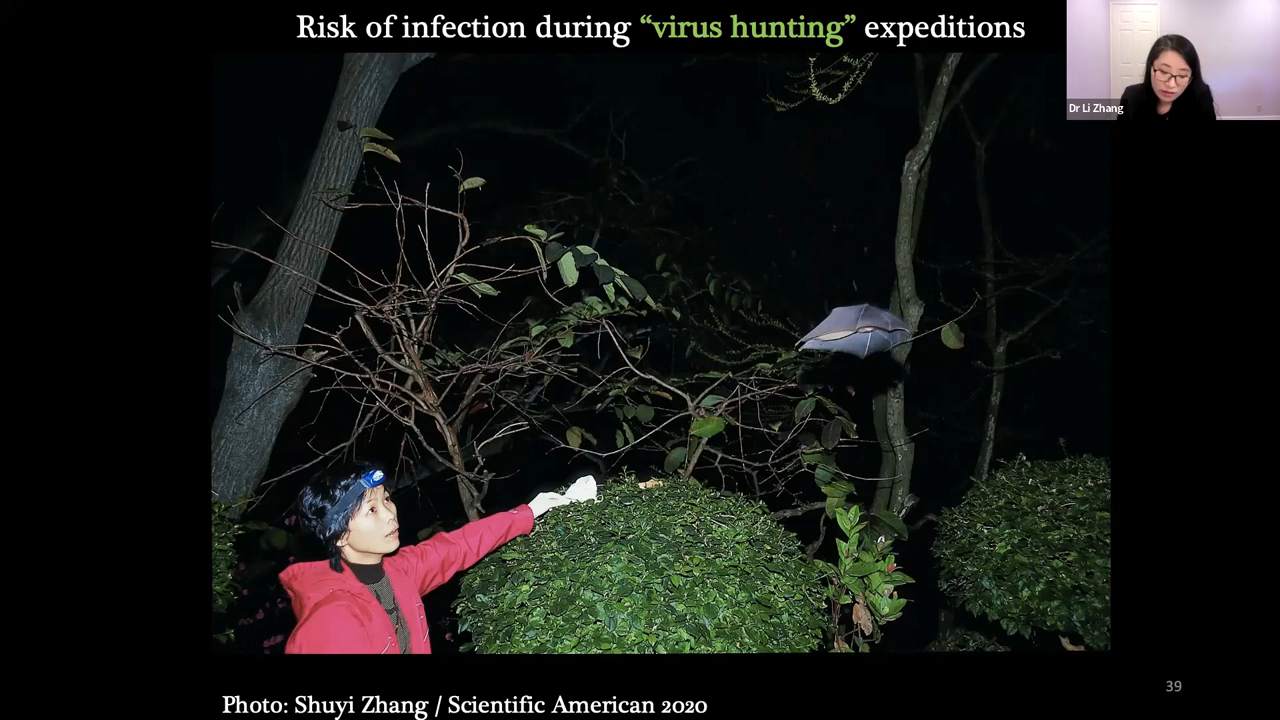 Risk of infection during “virus hunting” expeditions
Dr Li Zhang
39
Photo: Shuyi Zhang / Scientific American 2020